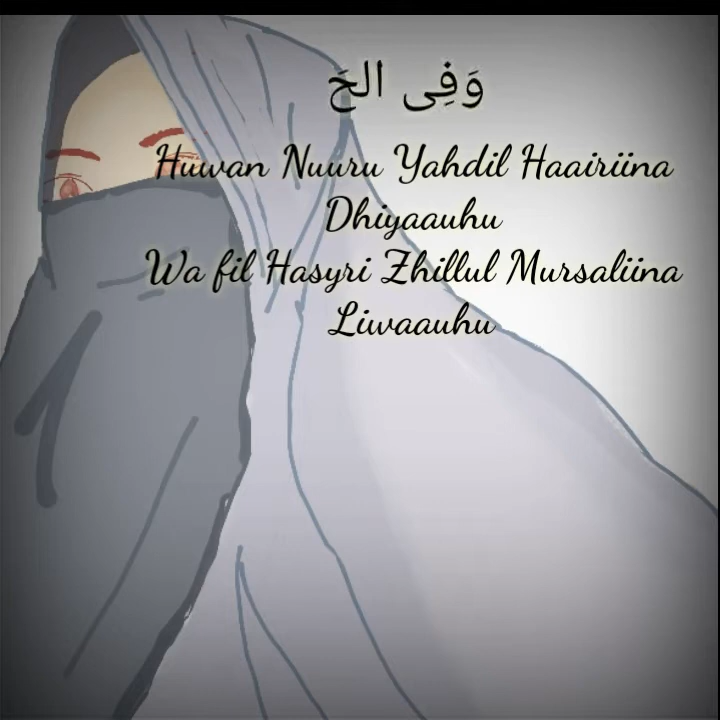 وَفِى الحَ
Huwan Nuuru Yahdil Haairiina
Dhiyaauhu
Wa fil Hasyri Zhillul Mursaliina
Liwaauhu